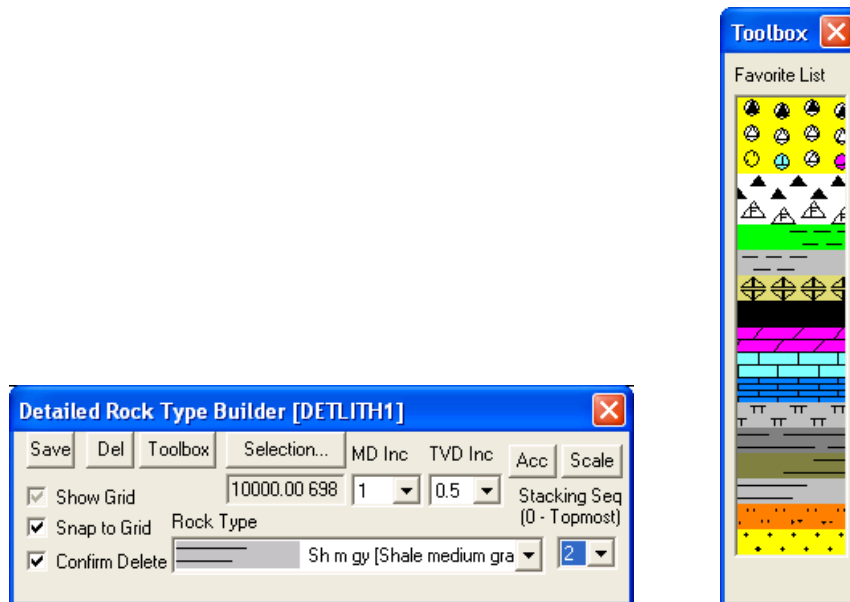 Toolbox
Favorite List
Detailed Rock Type Builder [DETLITH1]
Save Del Toolbox Selection... MD Inc TVD Inc Acc Scale
Show Grid 10000.00 698 1 0.5 Stacking Seq
Snap to Grid Rock Type (0 - Topmost)
Confirm Delete Sh m gy [Shale medium gra 2